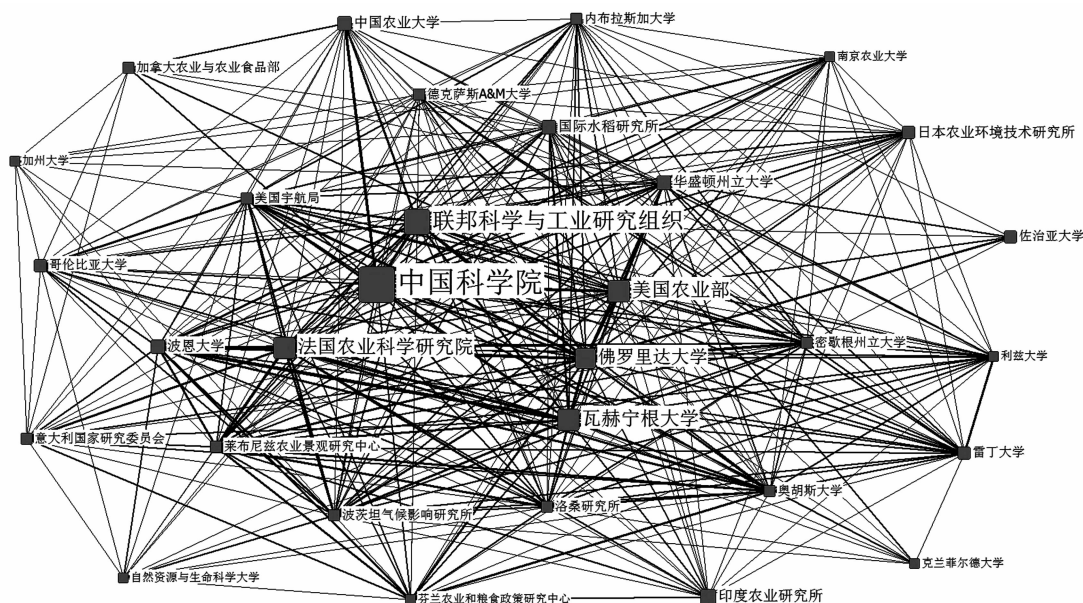 中国农业大学
内布拉斯加大学
南京农业大学
加拿大农业与农业食品部
德克萨斯A&M大学
国际水稻研究所
日本农业环境技术研究所
加州大学
华盛顿州立大学
美国宇航局
联邦科学与工业研究组织
佐治亚大学
哥伦比亚大学
中国科学院
美国农业部
波恩大学
法国农业科学研究院
佛罗里达大学
密歇根州立大学
利兹大学
瓦赫宁根大学
意大利国家研究委员会
莱布尼兹农业景观研究中心
雷丁大学
奥胡斯大学
波茨坦气候影响研究所
洛桑研究所
克兰菲尔德大学
自然资源与生命科学大学
芬兰农业和粮食政策研究中心
印度农业研究所